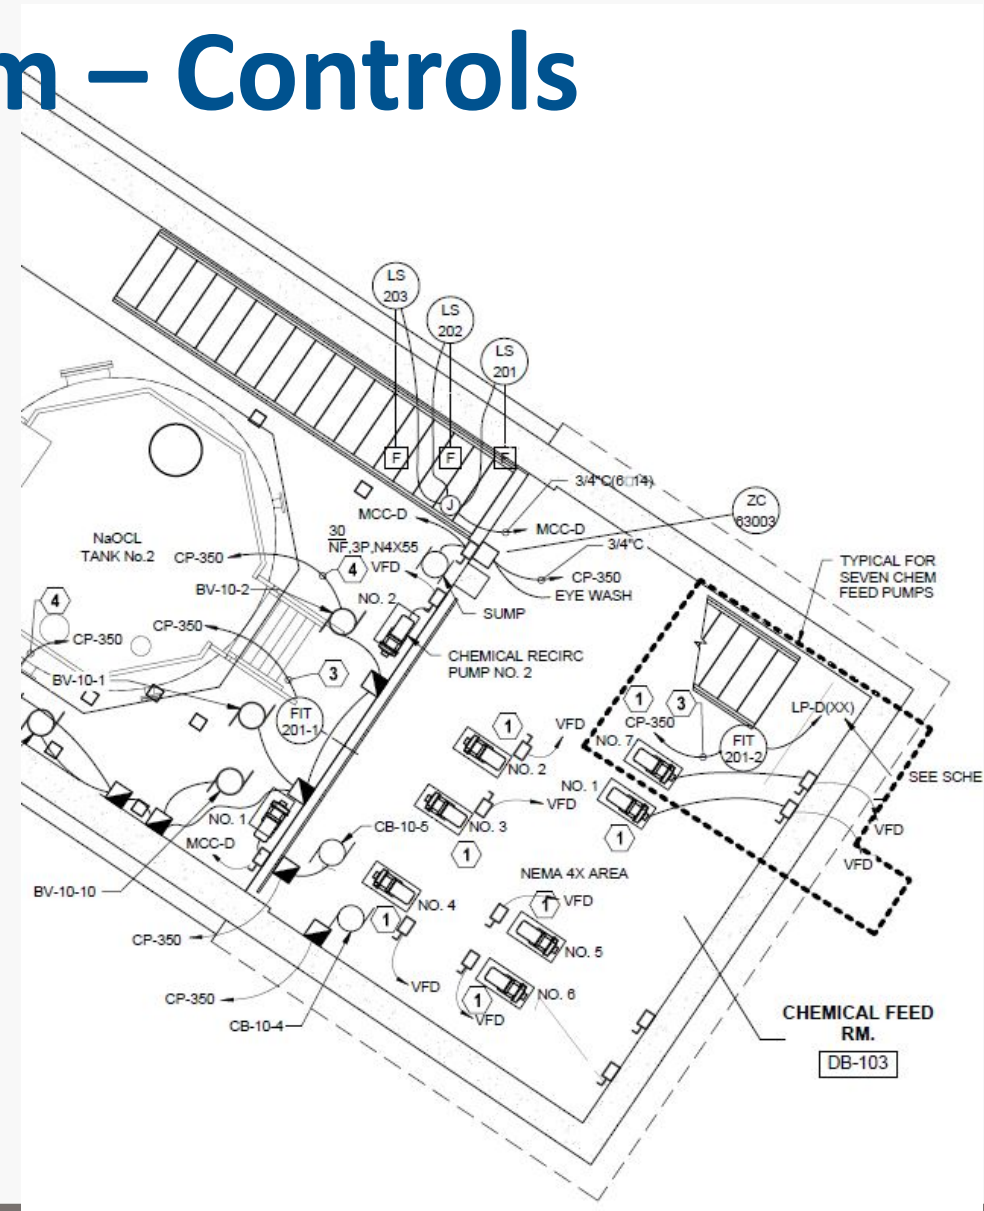 m – Controls
LS
203
LS
202
LS
201
F
F
F
J
3/4"C(6□14)
MCC-D
MCC-D
ZC
63003
3/4"C
30
NF,3P,N4X55
VFD
4
CP-350
EYE WASH
SUMP
NaOCL
TANK No.2
CP-350
BV-10-2
NO. 2
4
CP-350
CP-350
BV-10-1
3
FIT
201-1
CHEMICAL RECIRC
PUMP NO. 2
TYPICAL FOR
SEVEN CHEM
FEED PUMPS
1
3
CP-350
NO. 7
FIT
201-2
LP-D(XX)
SEE SCHE
1
VFD
NO. 2
NO. 1
1
VFD
VFD
VFD
NO. 3
1
NO. 1
MCC-D
BV-10-10
CB-10-5
NEMA 4X AREA
NO. 4
1
VFD
1
VFD
NO. 5
CP-350
CP-350
CB-10-4
NO. 6
1
VFD
CHEMICAL FEED
RM.
DB-103